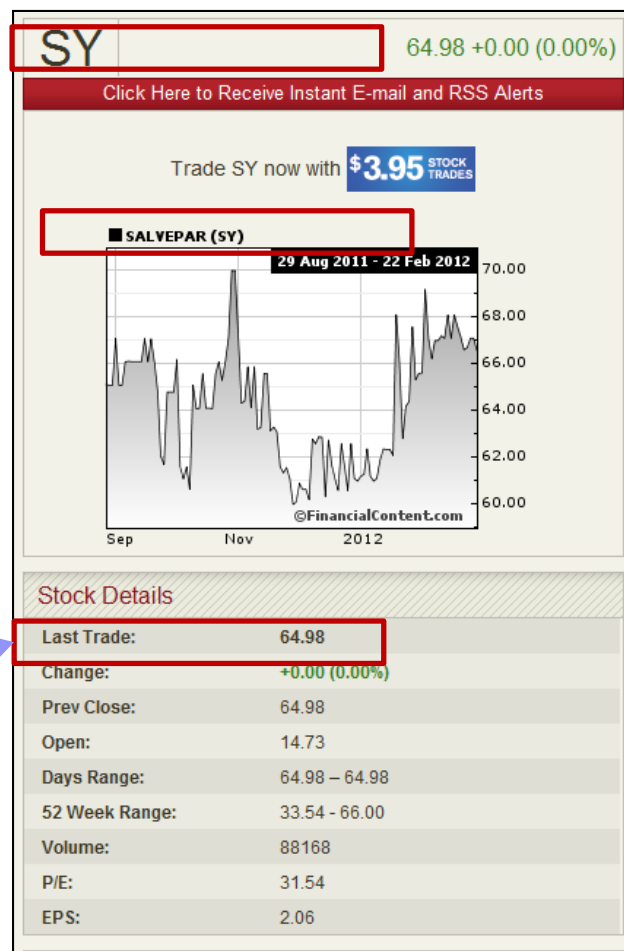 SY 64.98 +0.00 (0.00%)
Click Here to Receive Instant E-mail and RSS Alerts
Trade SY now with $3.95 STOCK TRADES
SALVEPAR (SY)
29 Aug 2011 - 22 Feb 2012
70.00
68.00
66.00
64.00
62.00
60.00
©FinancialContent.com
Sep Nov 2012
Stock Details
Last Trade: 64.98
Change: +0.00 (0.00%)
Prev Close: 64.98
Open: 14.73
Days Range: 64.98 – 64.98
52 Week Range: 33.54 - 66.00
Volume: 88168
P/E: 31.54
EPS: 2.06